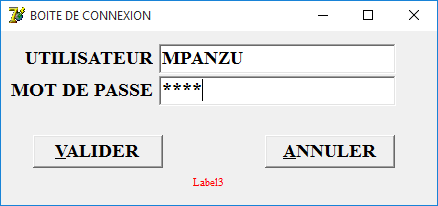 BOITE DE CONNEXION
UTILISATEUR MPANZU
MOT DE PASSE ****
VALIDER ANNULER
Label3